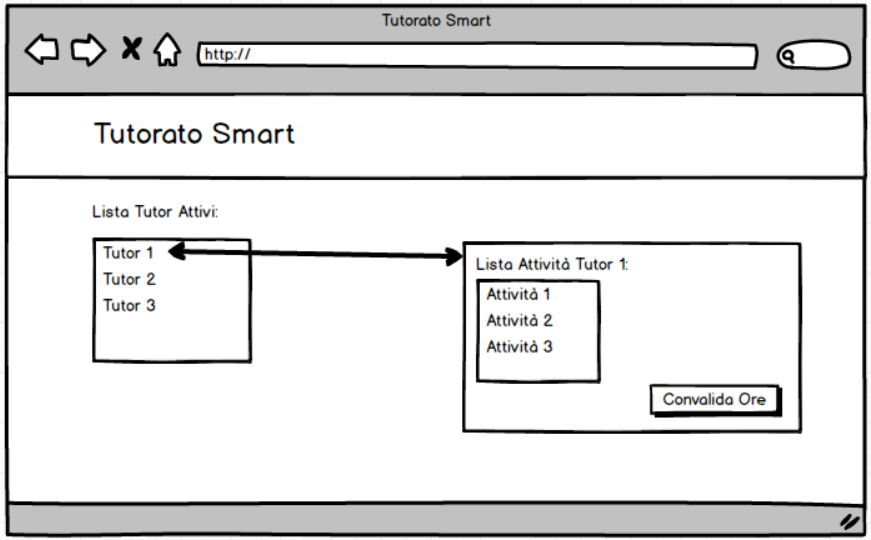 Tutorato Smart
http://
Tutorato Smart
Lista Tutor Attivi:
Tutor 1
Tutor 2
Tutor 3
Lista Attività Tutor 1:
Attività 1
Attività 2
Attività 3
Convalida Ore